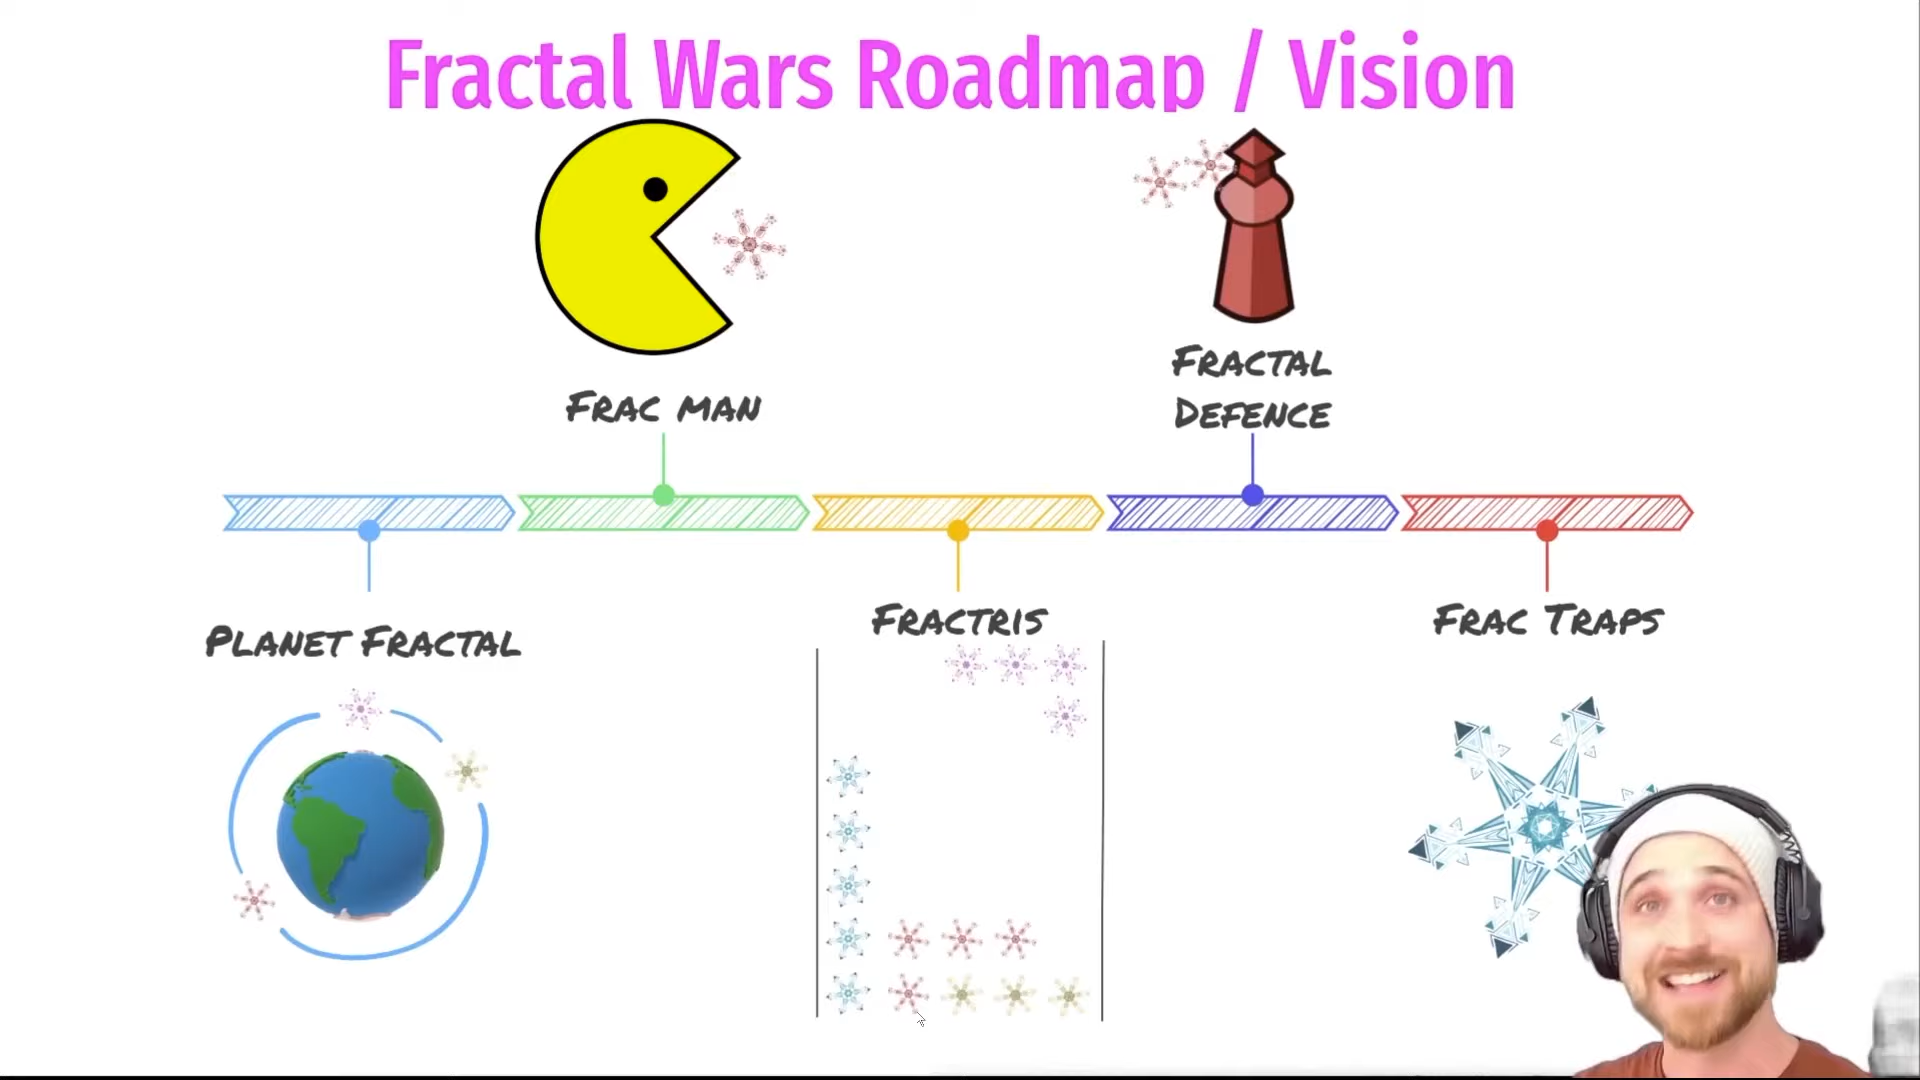 Fractal Wars Roadmap / Vision
FRAC MAN
FRACTAL
DEFENCE
PLANET FRACTAL
FRACTRIS
FRAC TRAPS